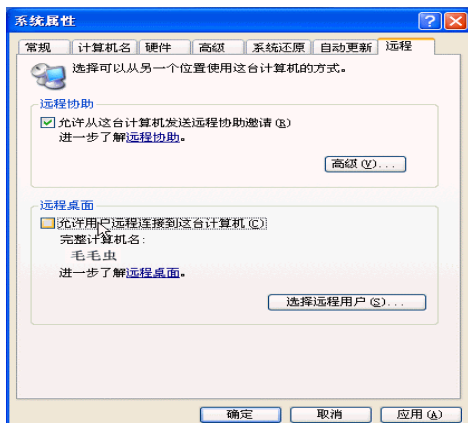 系统属性
常规 计算机名 硬件 高级 系统还原 自动更新 远程
选择可以从另一个位置使用这台计算机的方式。
远程协助
允许从这台计算机发送远程协助邀请(R)
进一步了解远程协助。
高级(V)...
远程桌面
允许用户远程连接到这台计算机(C)
完整计算机名:
毛毛虫
进一步了解远程桌面。
选择远程用户(S)...
确定 取消 应用(A)